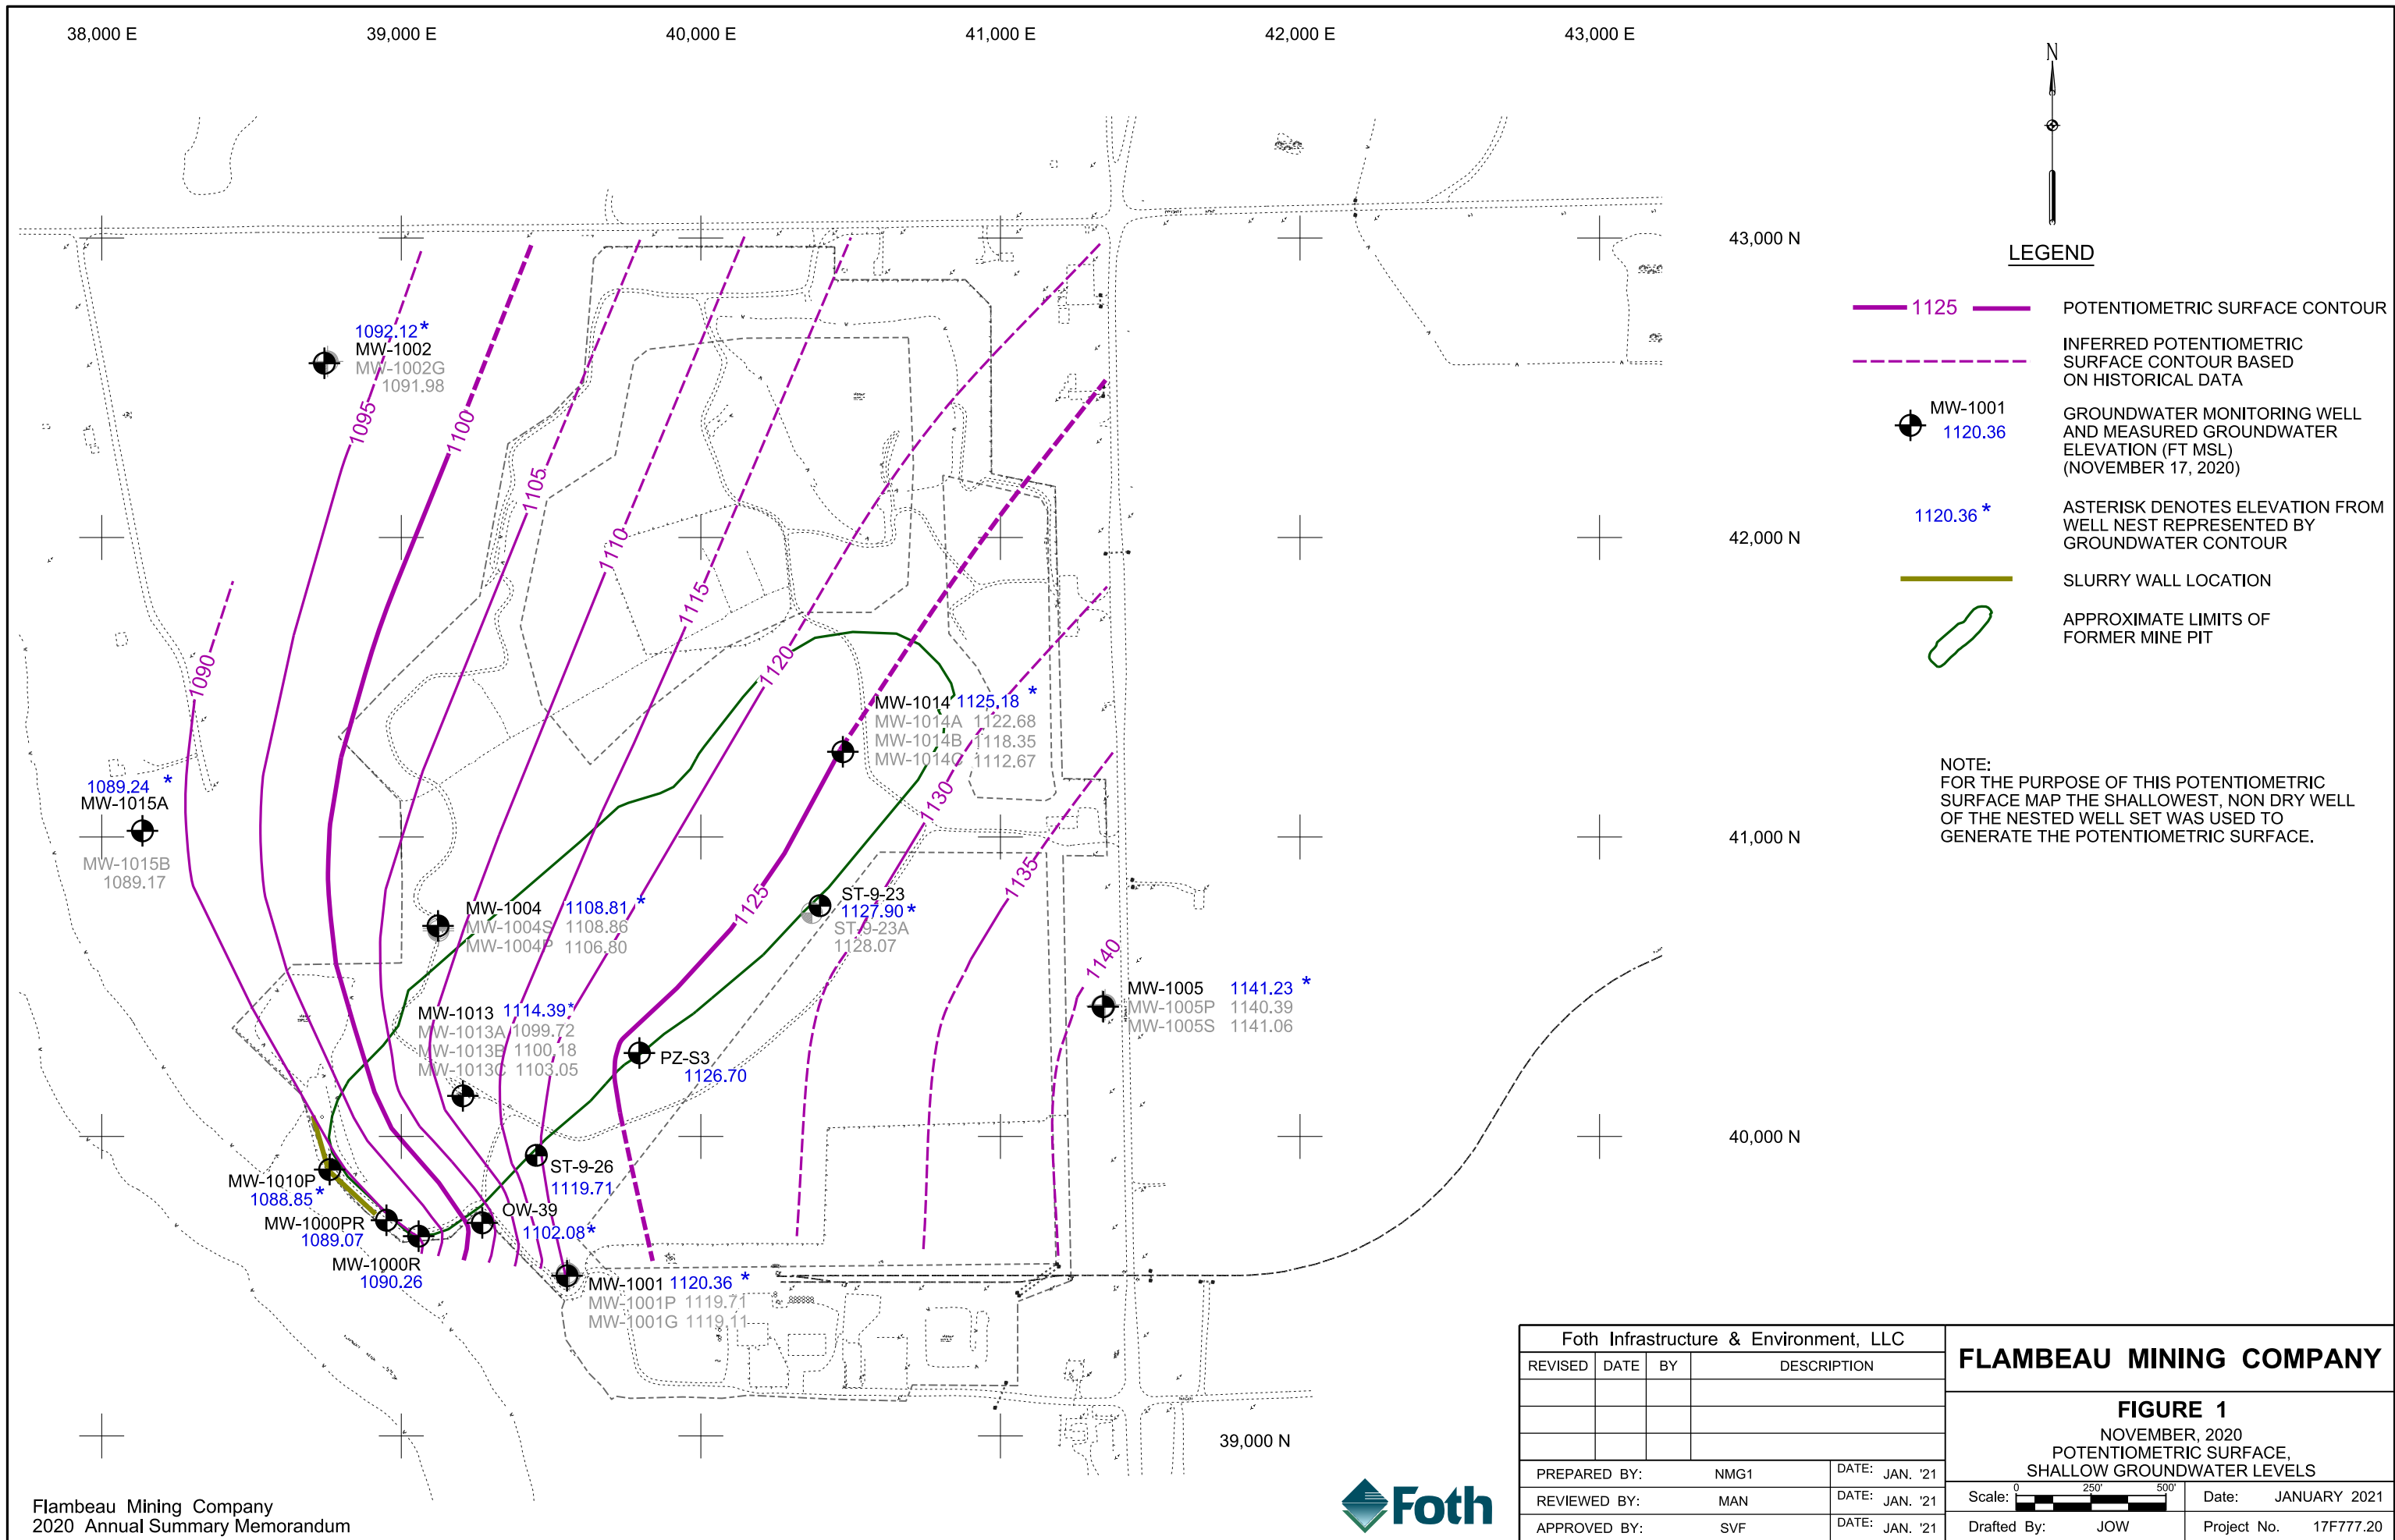 38,000 E
39,000 E
40,000 E
41,000 E
42,000 E
43,000 E
N
43,000 N
42,000 N
41,000 N
40,000 N
39,000 N
LEGEND
1125
POTENTIOMETRIC SURFACE CONTOUR
INFERRED POTENTIOMETRIC
SURFACE CONTOUR BASED
ON HISTORICAL DATA
MW-1001
1120.36
GROUNDWATER MONITORING WELL
AND MEASURED GROUNDWATER
ELEVATION (FT MSL)
(NOVEMBER 17, 2020)
1120.36 *
ASTERISK DENOTES ELEVATION FROM
WELL NEST REPRESENTED BY
GROUNDWATER CONTOUR
SLURRY WALL LOCATION
APPROXIMATE LIMITS OF
FORMER MINE PIT
NOTE:
FOR THE PURPOSE OF THIS POTENTIOMETRIC
SURFACE MAP THE SHALLOWEST, NON DRY WELL
OF THE NESTED WELL SET WAS USED TO
GENERATE THE POTENTIOMETRIC SURFACE.
1092.12 *
MW-1002
MW-1002G
1091.98
1095
1100
1105
1110
1115
1120
1090
1125
1130
1135
1140
MW-1014 1125.18 *
MW-1014A 1122.68
MW-1014B 1118.35
MW-1014C 1112.67
1089.24 *
MW-1015A
MW-1015B
1089.17
MW-1004 1108.81 *
MW-1004S 1108.86
MW-1004P 1106.80
ST-9-23
1127.90 *
ST-9-23A
1128.07
MW-1005 1141.23 *
MW-1005P 1140.39
MW-1005S 1141.06
MW-1013 1114.39 *
MW-1013A 1099.72
MW-1013B 1100.18
MW-1013C 1103.05
PZ-S3
1126.70
ST-9-26
1119.71
MW-1010P
1088.85 *
OW-39
1102.08 *
MW-1000PR
1089.07
MW-1000R
1090.26
MW-1001 1120.36 *
MW-1001P 1119.71
MW-1001G 1119.11
Flambeau Mining Company
2020 Annual Summary Memorandum
Foth
Foth Infrastructure & Environment, LLC
REVISED DATE BY DESCRIPTION
PREPARED BY: NMG1 DATE: JAN. '21
REVIEWED BY: MAN DATE: JAN. '21
APPROVED BY: SVF DATE: JAN. '21
FLAMBEAU MINING COMPANY
FIGURE 1
NOVEMBER, 2020
POTENTIOMETRIC SURFACE,
SHALLOW GROUNDWATER LEVELS
Scale: 0 250' 500' Date: JANUARY 2021
Drafted By: JOW Project No. 17F777.20